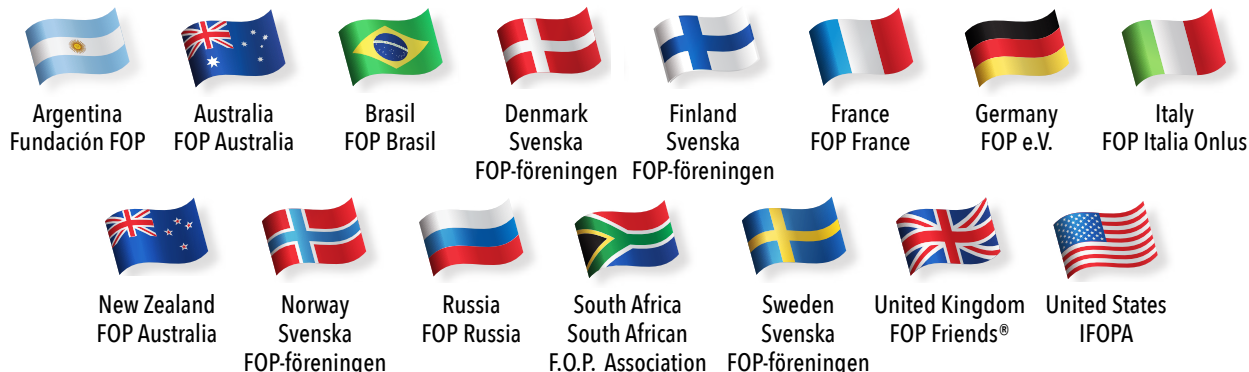 Argentina
Fundación FOP
Australia
FOP Australia
Brasil
FOP Brasil
Denmark
Svenska
FOP-föreningen
Finland
Svenska
FOP-föreningen
France
FOP France
Germany
FOP e.V.
Italy
FOP Italia Onlus
New Zealand
FOP Australia
Norway
Svenska
FOP-föreningen
Russia
FOP Russia
South Africa
South African
F.O.P. Association
Sweden
Svenska
FOP-föreningen
United Kingdom
FOP Friends®
United States
IFOPA